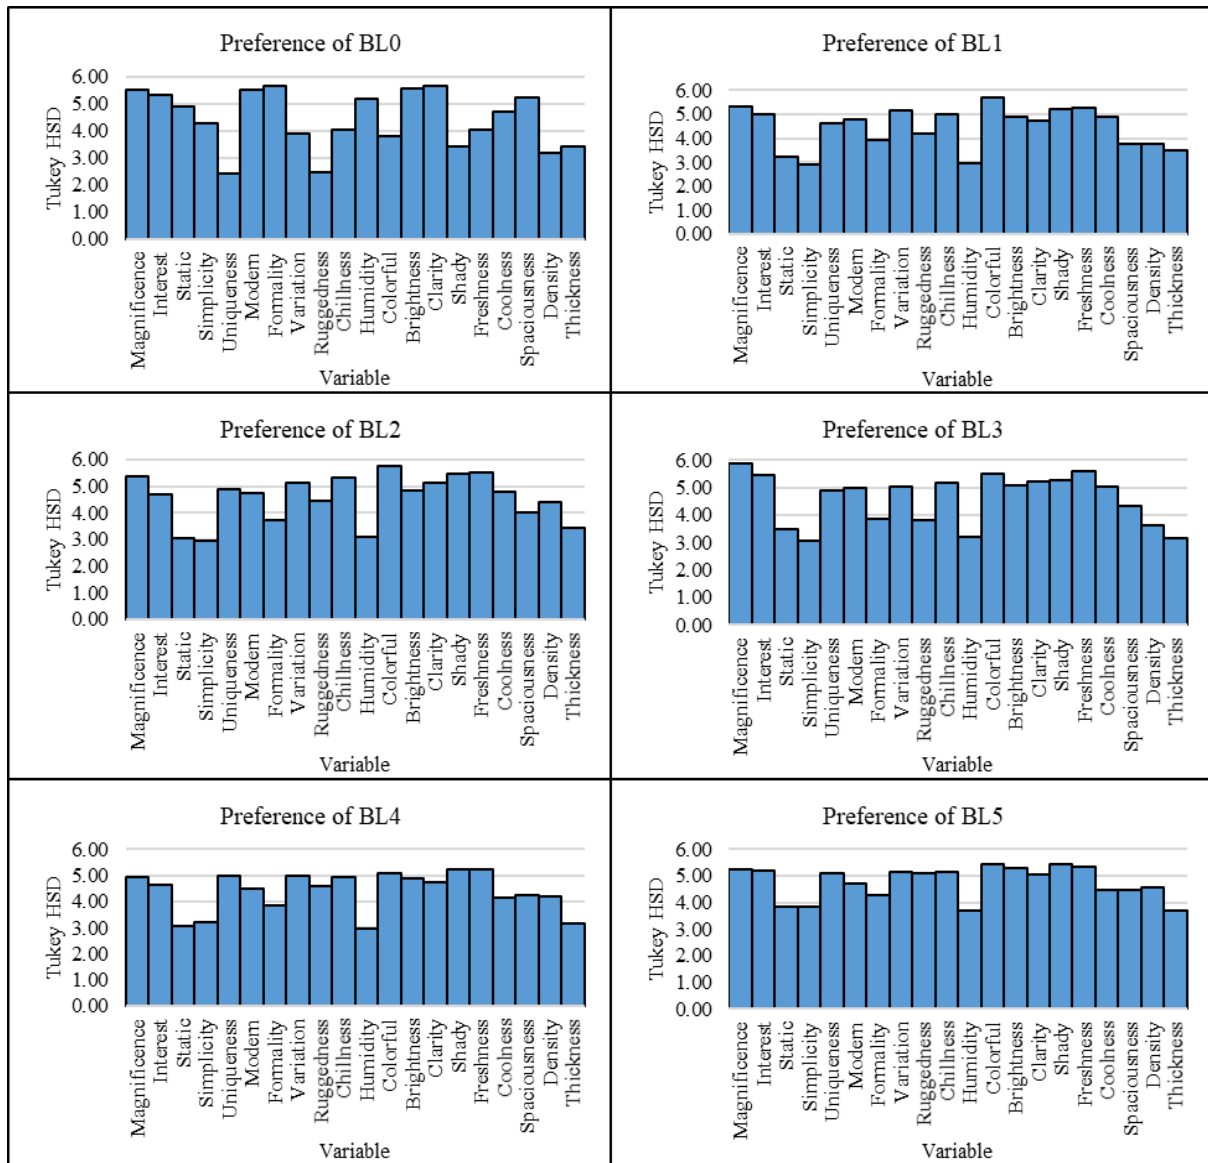 Preference of BL0
6.00
5.00
4.00
3.00
2.00
1.00
0.00
Tukey HSD
Magnificence
Interest
Static
Simplicity
Uniqueness
Modern
Formality
Variation
Ruggedness
Chillness
Humidity
Colorful
Brightness
Clarity
Shady
Freshness
Coolness
Spaciousness
Density
Thickness
Variable
Preference of BL1
6.00
5.00
4.00
3.00
2.00
1.00
0.00
Tukey HSD
Magnificence
Interest
Static
Simplicity
Uniqueness
Modern
Formality
Variation
Ruggedness
Chillness
Humidity
Colorful
Brightness
Clarity
Shady
Freshness
Coolness
Spaciousness
Density
Thickness
Variable
Preference of BL2
6.00
5.00
4.00
3.00
2.00
1.00
0.00
Tukey HSD
Magnificence
Interest
Static
Simplicity
Uniqueness
Modern
Formality
Variation
Ruggedness
Chillness
Humidity
Colorful
Brightness
Clarity
Shady
Freshness
Coolness
Spaciousness
Density
Thickness
Variable
Preference of BL3
6.00
5.00
4.00
3.00
2.00
1.00
0.00
Tukey HSD
Magnificence
Interest
Static
Simplicity
Uniqueness
Modern
Formality
Variation
Ruggedness
Chillness
Humidity
Colorful
Brightness
Clarity
Shady
Freshness
Coolness
Spaciousness
Density
Thickness
Variable
Preference of BL4
6.00
5.00
4.00
3.00
2.00
1.00
0.00
Tukey HSD
Magnificence
Interest
Static
Simplicity
Uniqueness
Modern
Formality
Variation
Ruggedness
Chillness
Humidity
Colorful
Brightness
Clarity
Shady
Freshness
Coolness
Spaciousness
Density
Thickness
Variable
Preference of BL5
6.00
5.00
4.00
3.00
2.00
1.00
0.00
Tukey HSD
Magnificence
Interest
Static
Simplicity
Uniqueness
Modern
Formality
Variation
Ruggedness
Chillness
Humidity
Colorful
Brightness
Clarity
Shady
Freshness
Coolness
Spaciousness
Density
Thickness
Variable